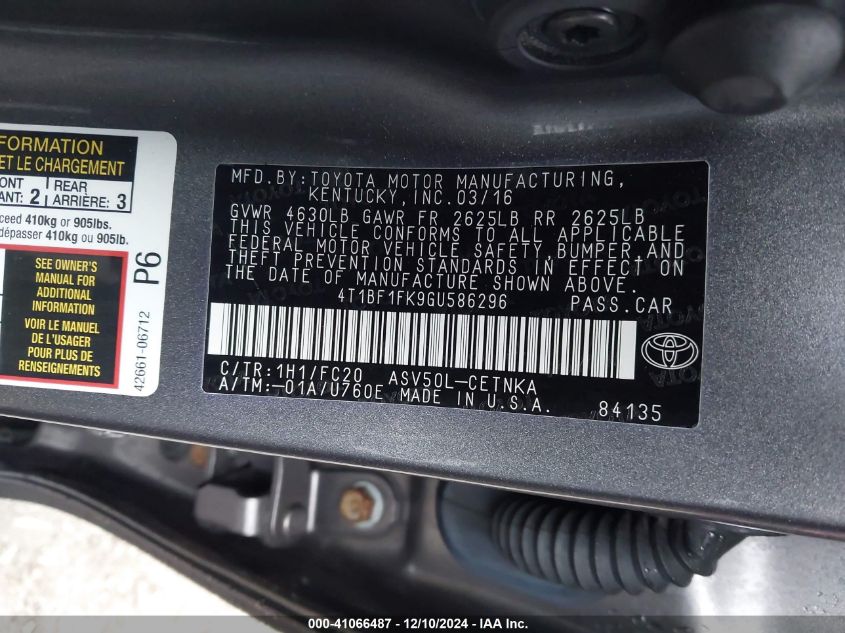 FORMATION
ET LE CHARGEMENT
ONT
ANT: 2
REAR
ARRIÈRE: 3
ceed 410kg or 905lbs.
dépasser 410kg ou 905lb.
SEE OWNER'S
MANUAL FOR
ADDITIONAL
INFORMATION
VOIR LE MANUEL
DE L'USAGER
POUR PLUS DE
RENSEIGNEMENTS
P6
42661-06712
MFD.BY:TOYOTA MOTOR MANUFACTURING,
KENTUCKY,INC.03/16
GVWR 4630LB GAWR FR 2625LB RR 2625LB
THIS VEHICLE CONFORMS TO ALL APPLICABLE
FEDERAL MOTOR VEHICLE SAFETY,BUMPER,AND
THEFT PREVENTION STANDARDS IN EFFECT ON
THE DATE OF MANUFACTURE SHOWN ABOVE.
4T1BF1FK9GU586296 PASS.CAR
C/TR:1H1/FC20 ASV50L-CETNKA
A/TM:-01A/U760E MADE IN U.S.A. 84135
000-41066487 - 12/10/2024 - IAA Inc.